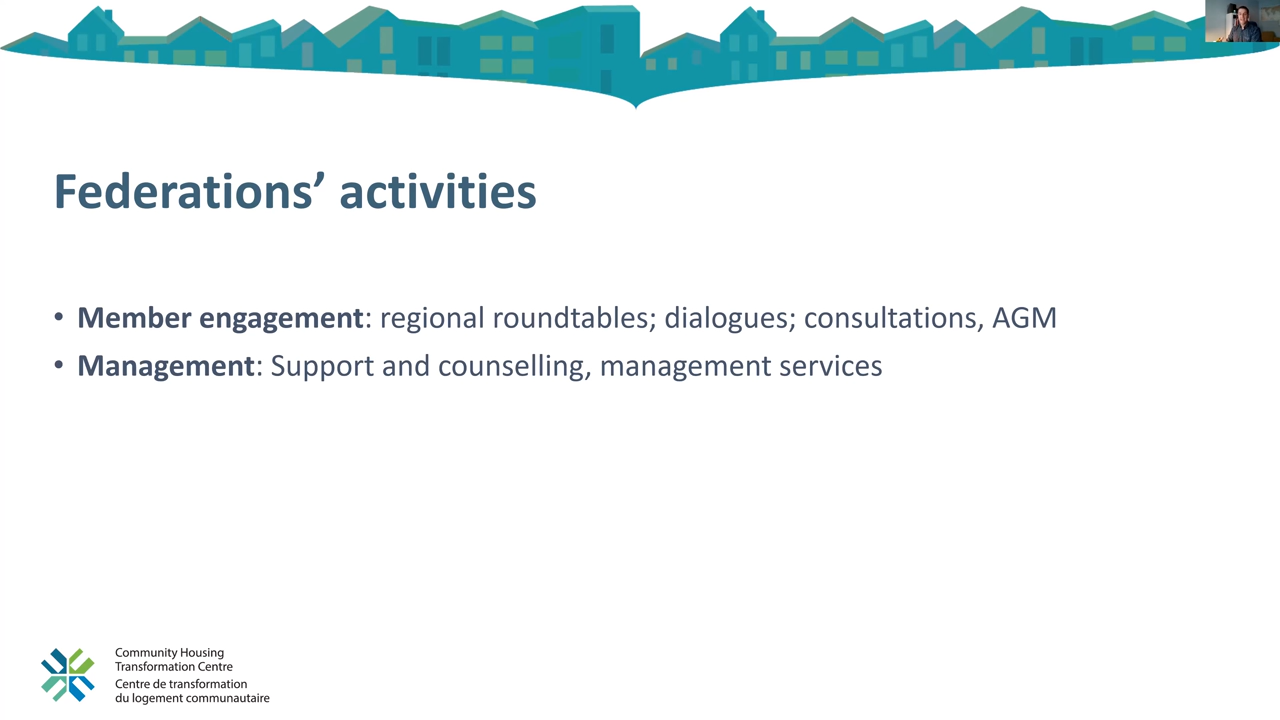 Federations’ activities
• Member engagement: regional roundtables; dialogues; consultations, AGM
• Management: Support and counselling, management services
Community Housing
Transformation Centre
Centre de transformation
du logement communautaire